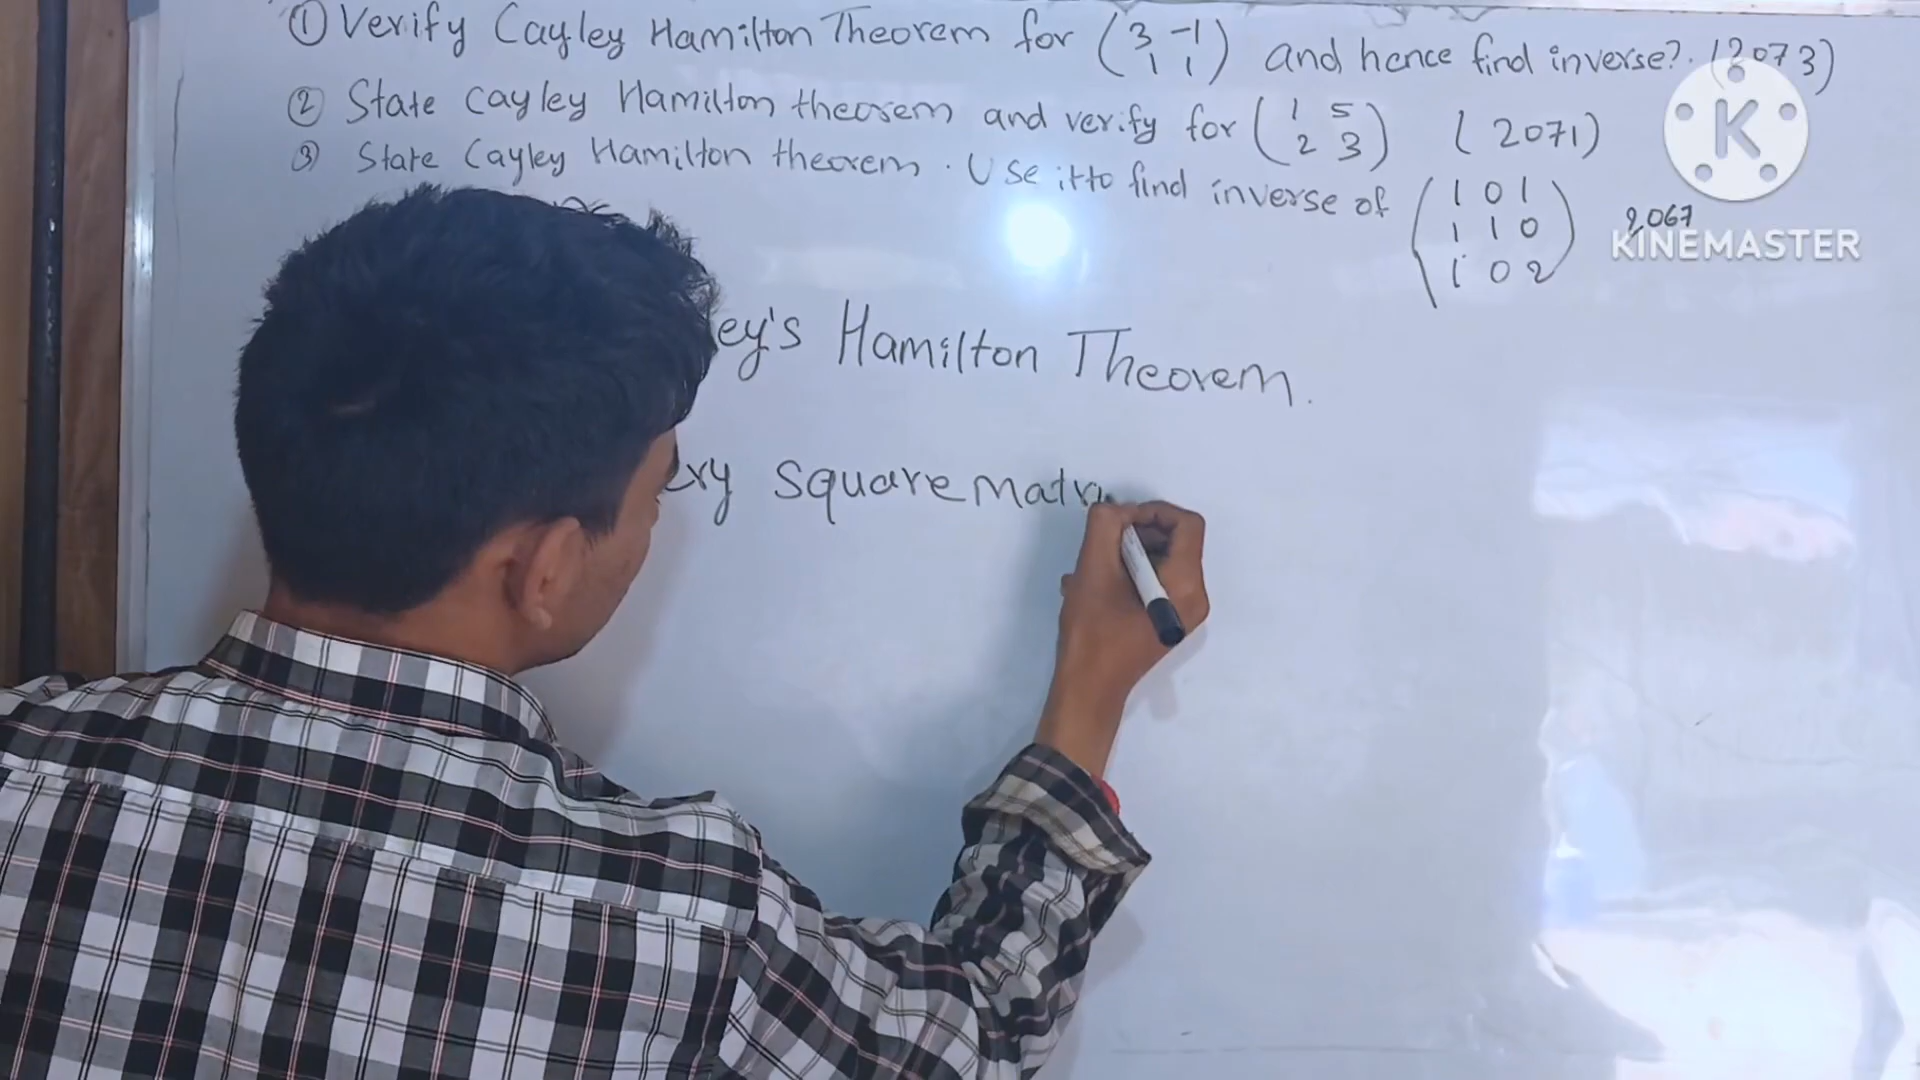 ① Verify Cayley Hamilton Theorem for (3 -1
1 1) and hence find inverse? (2073)
② State Cayley Hamilton theorem and verify for (1 5
2 3) (2071)
③ State Cayley Hamilton theorem. Use it to find inverse of (1 0 1
1 1 0
1 0 2) 2067
K
KINEMASTER
ey's Hamilton Theorem.
ery square matri